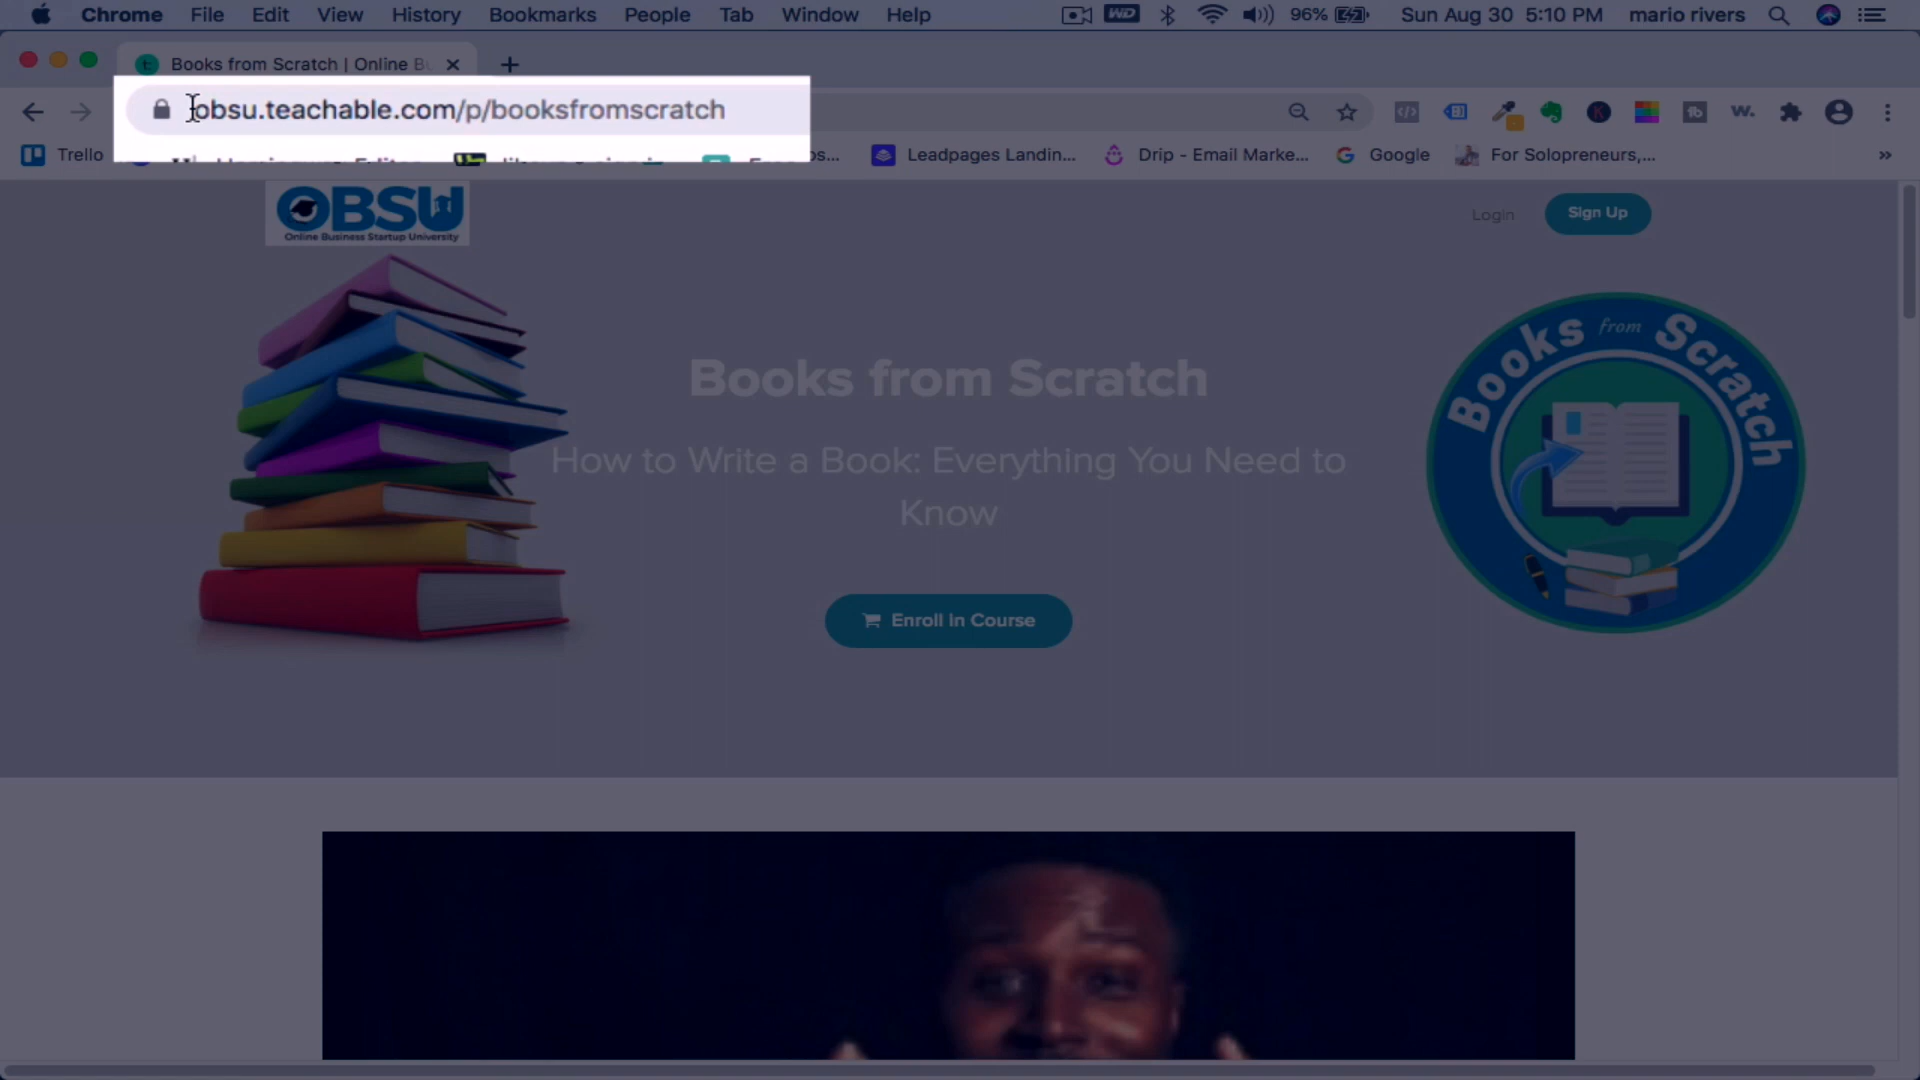 Chrome File Edit View History Bookmarks People Tab Window Help WD 96% Sun Aug 30 5:10 PM mario rivers
Books from Scratch | Online Bu
obsu.teachable.com/p/booksfromscratch
Trello Leadpages Landin... Drip - Email Marke... Google For Solopreneurs,... »
OBSU
Online Business Startup University
Login Sign Up
Books from Scratch
Books from Scratch
How to Write a Book: Everything You Need to
Know
Enroll in Course